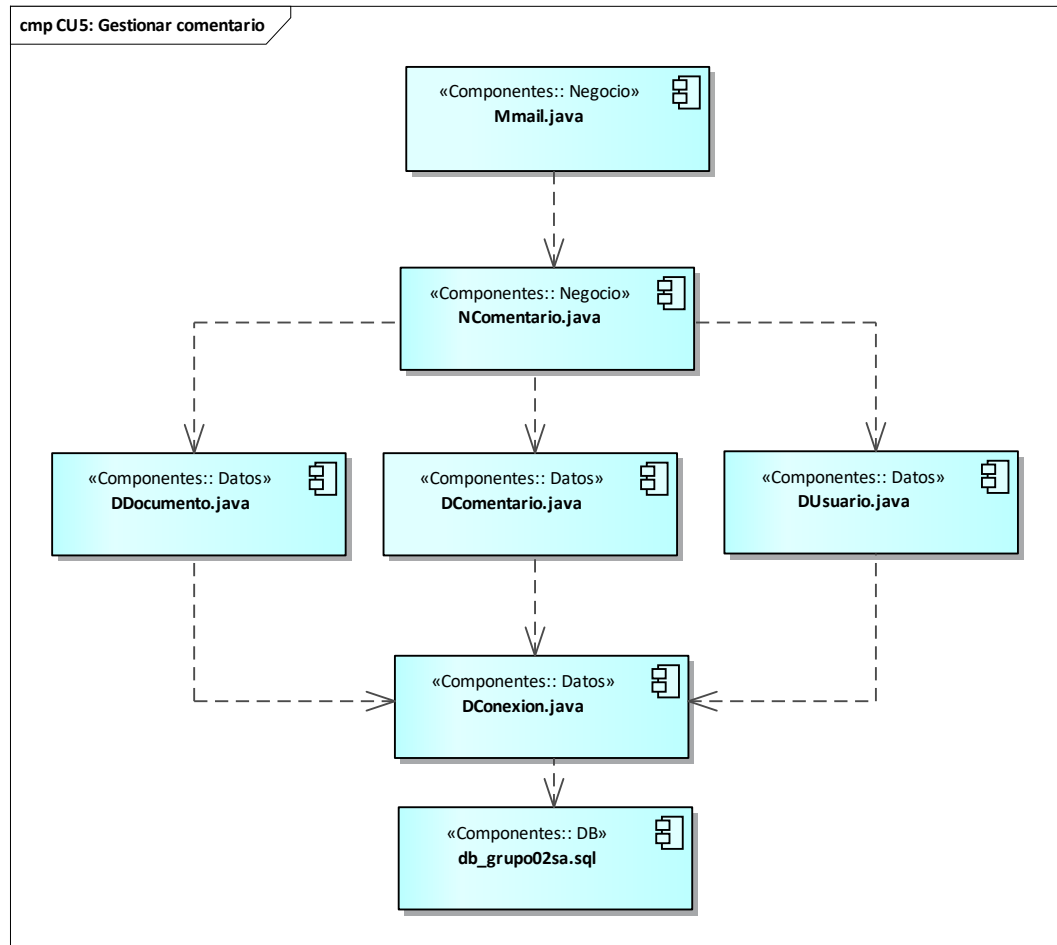 cmp CU5: Gestionar comentario
«Componentes:: Negocio»
Mmail.java
«Componentes:: Negocio»
NComentario.java
«Componentes:: Datos»
DDocumento.java
«Componentes:: Datos»
DComentario.java
«Componentes:: Datos»
DUsuario.java
«Componentes:: Datos»
DConexion.java
«Componentes:: DB»
db_grupo02sa.sql